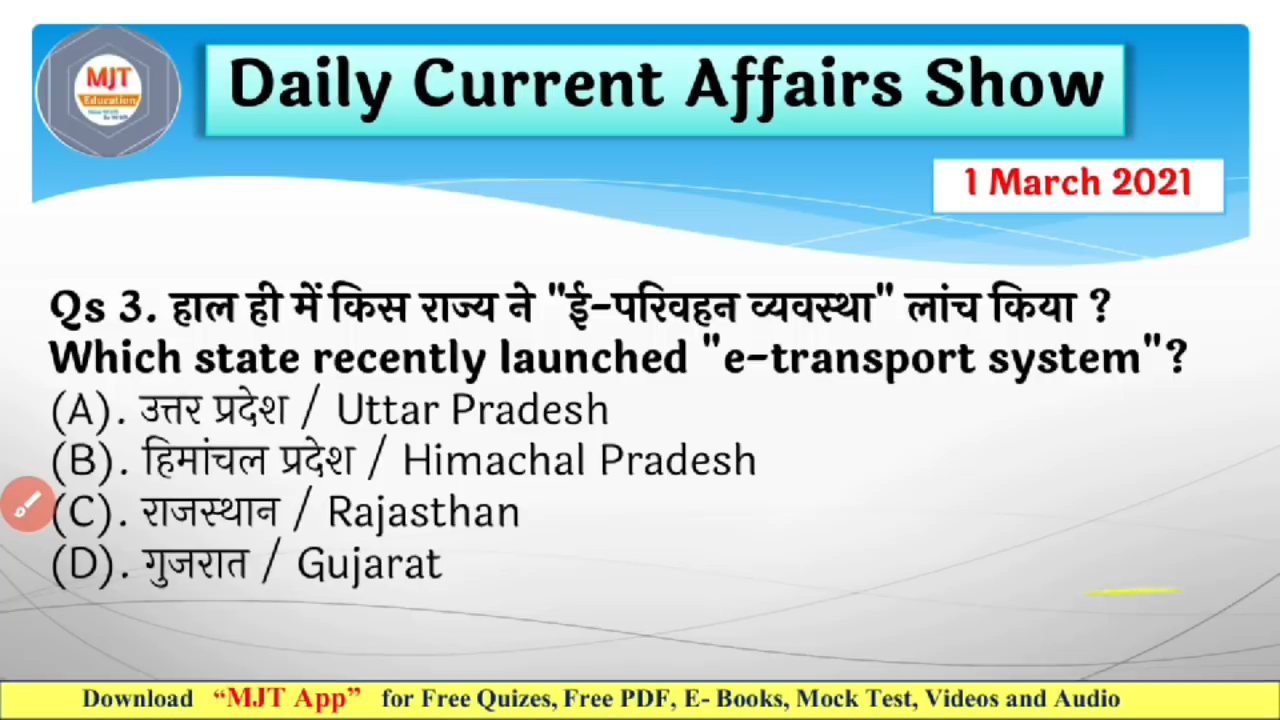 MJT
Education
Daily Current Affairs Show
1 March 2021
Qs 3. हाल ही में किस राज्य ने "ई-परिवहन व्यवस्था" लांच किया ?
Which state recently launched "e-transport system"?
(A). उत्तर प्रदेश / Uttar Pradesh
(B). हिमांचल प्रदेश / Himachal Pradesh
(C). राजस्थान / Rajasthan
(D). गुजरात / Gujarat
Download “MJT App” for Free Quizes, Free PDF, E- Books, Mock Test, Videos and Audio